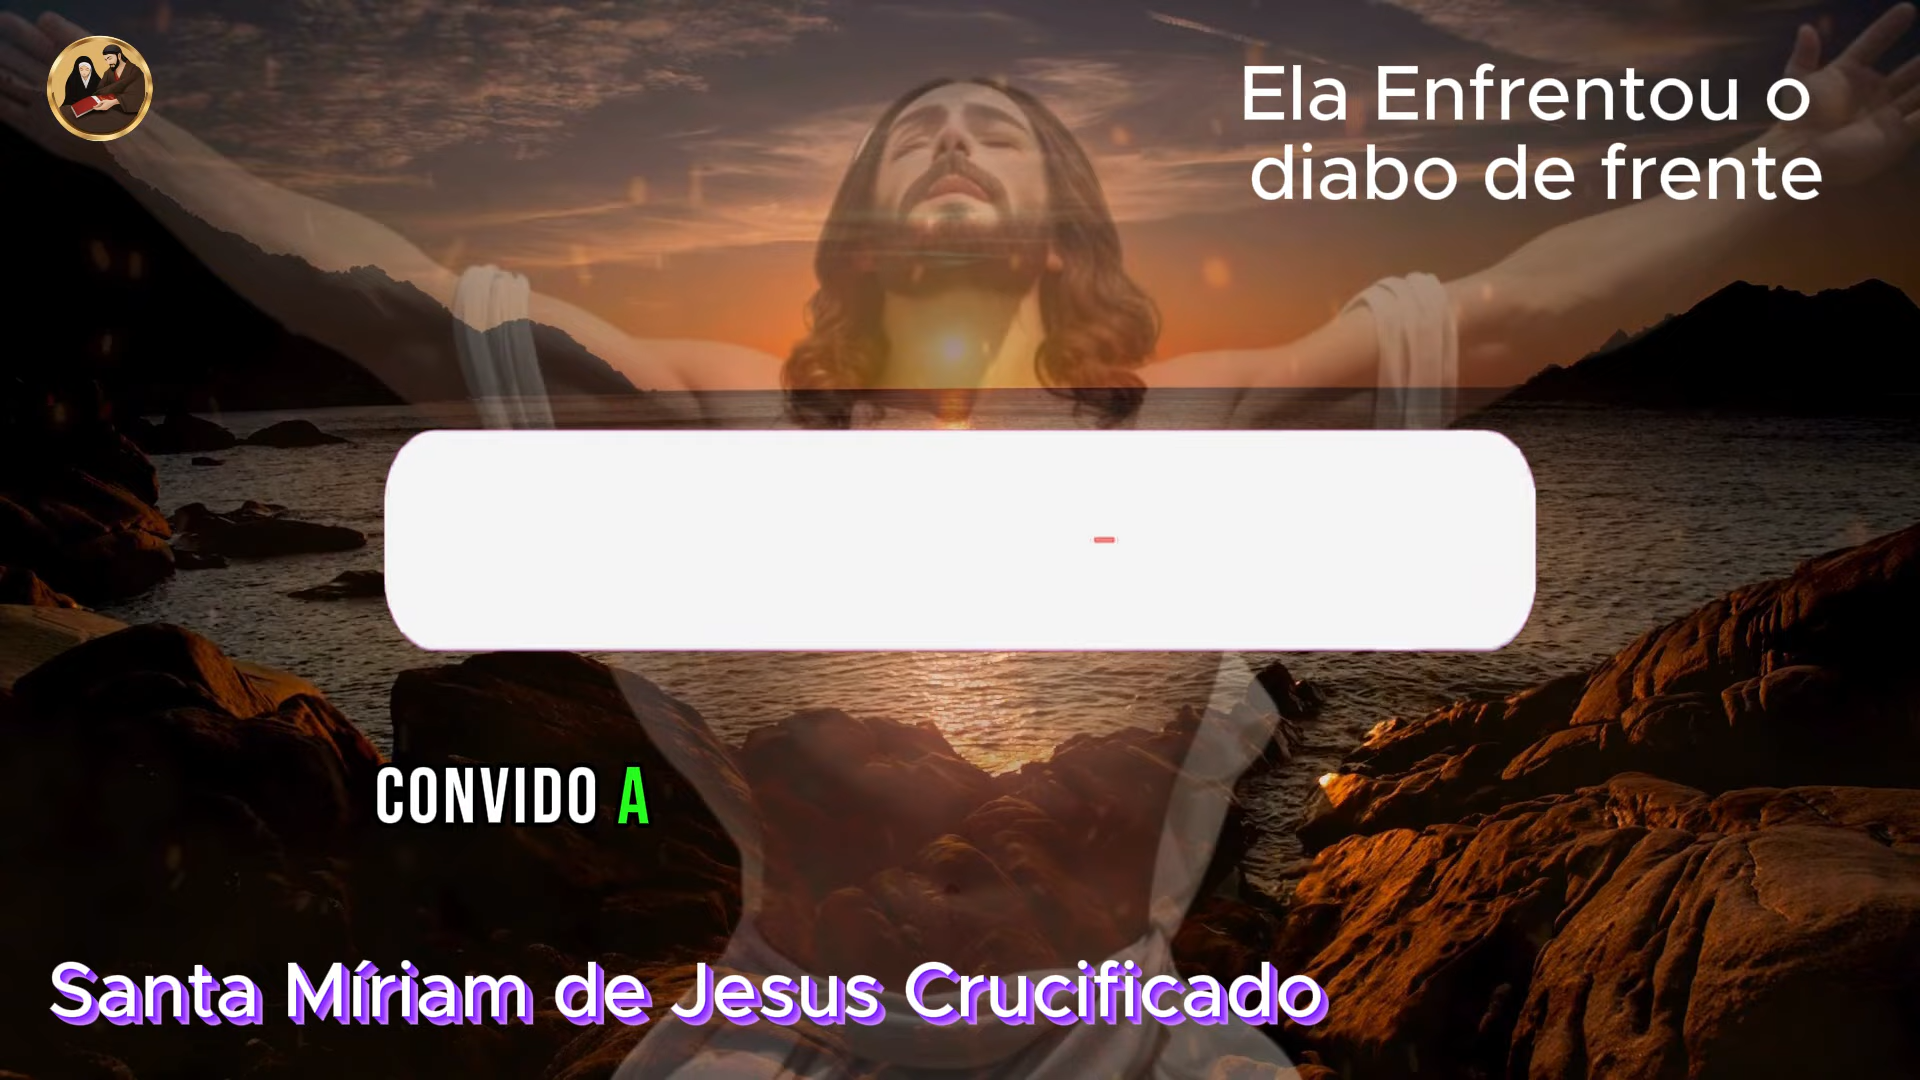 Ela Enfrentou o
diabo de frente
CONVIDO A
Santa Míriam de Jesus Crucificado